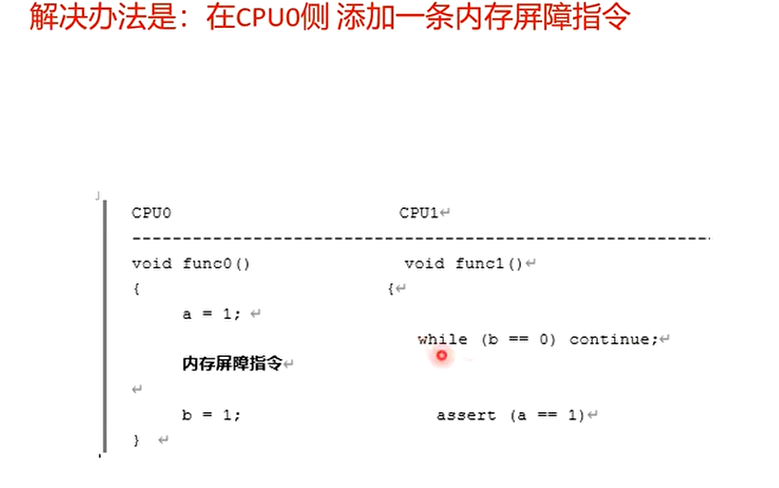 解决办法是：在CPU0侧 添加一条内存屏障指令
CPU0 CPU1↵
----------------------------------------------------------
void func0() void func1()↵
{ {↵
a = 1; ↵
while (b == 0) continue;↵
内存屏障指令↵
↵
b = 1; assert (a == 1)↵
} ↵